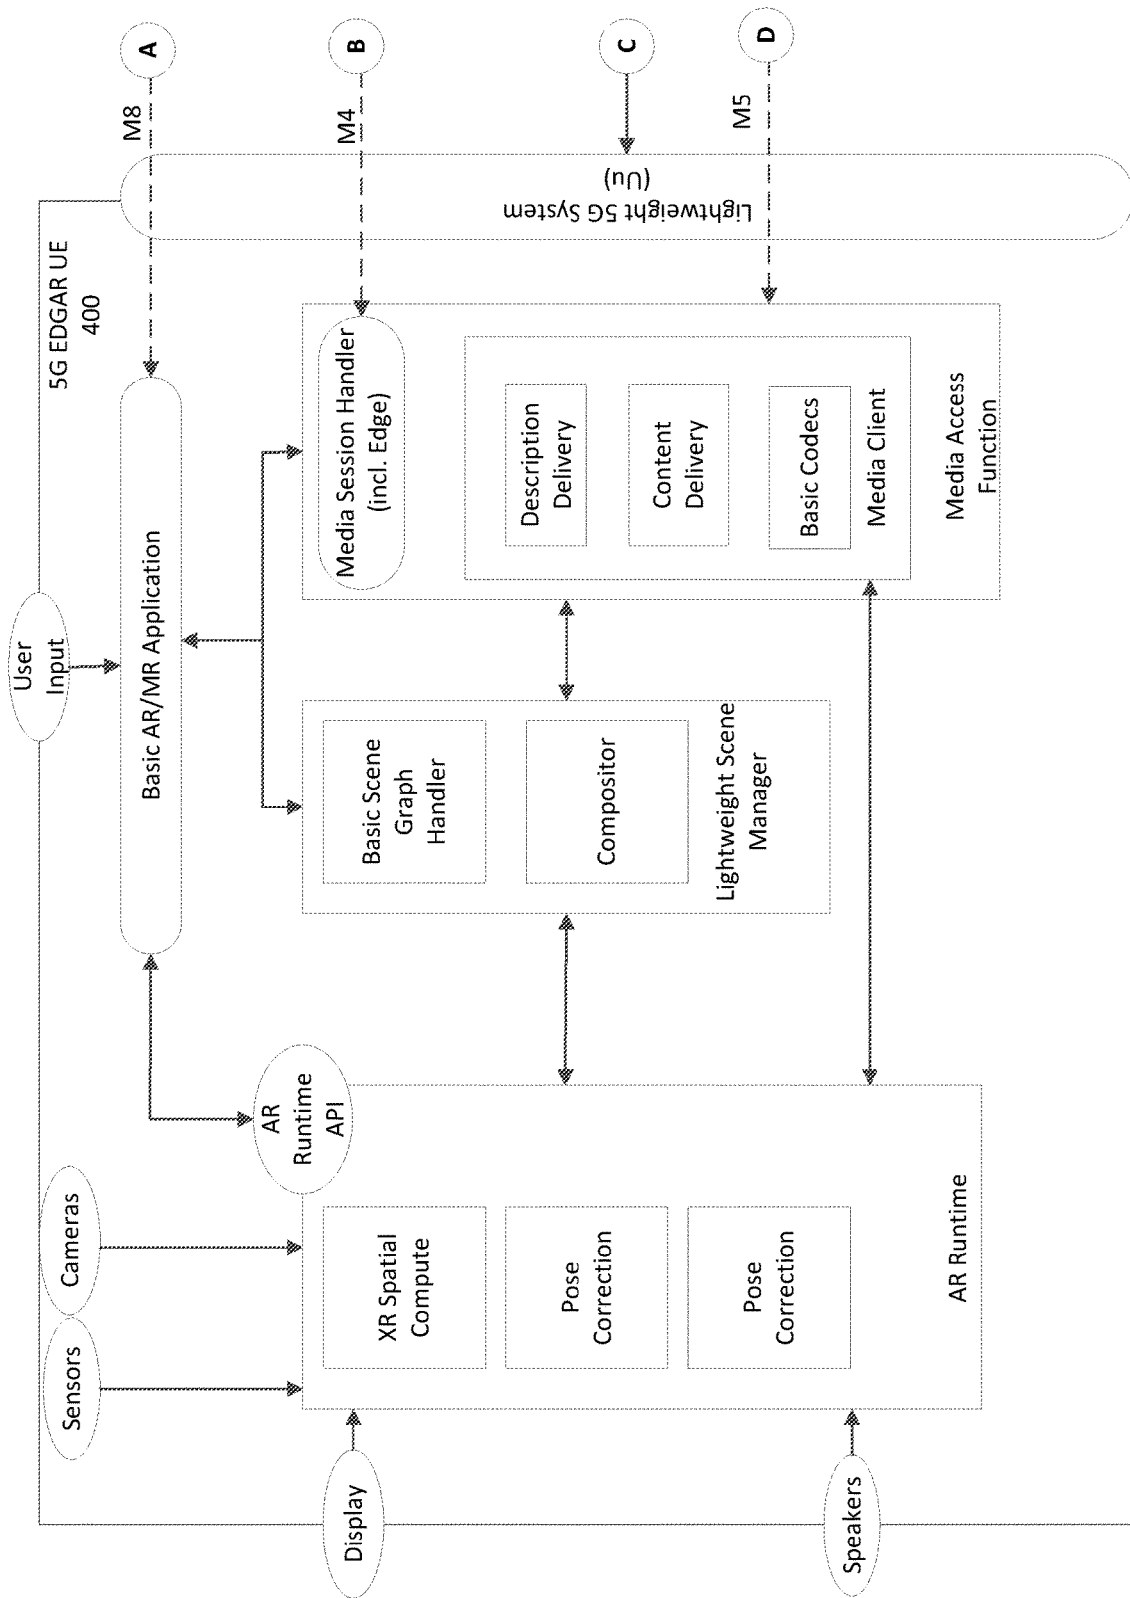 5G EDGAR UE
400
User
Input
Cameras
Sensors
Display
Speakers
Basic AR/MR Application
AR
Runtime
API
XR Spatial
Compute
Pose
Correction
Pose
Correction
AR Runtime
Basic Scene
Graph
Handler
Compositor
Lightweight Scene
Manager
Media Session Handler
(incl. Edge)
Description
Delivery
Content
Delivery
Basic Codecs
Media Client
Media Access
Function
Lightweight 5G System
(Uu)
M8
A
M4
B
C
M5
D